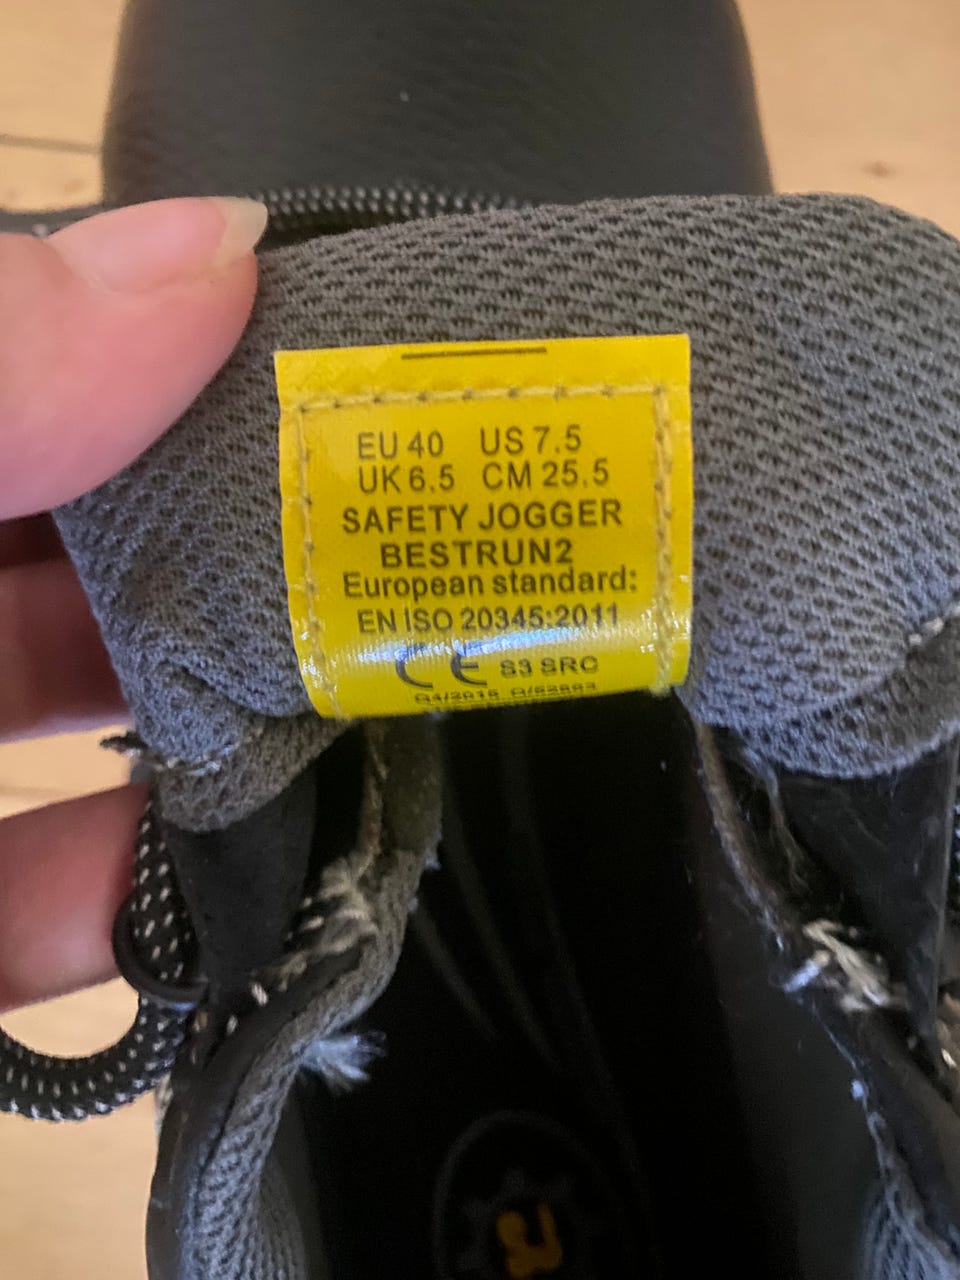 EU 40 US 7.5
UK 6.5 CM 25.5
SAFETY JOGGER
BESTRUN2
European standard:
EN ISO 20345:2011
CE S3 SRC